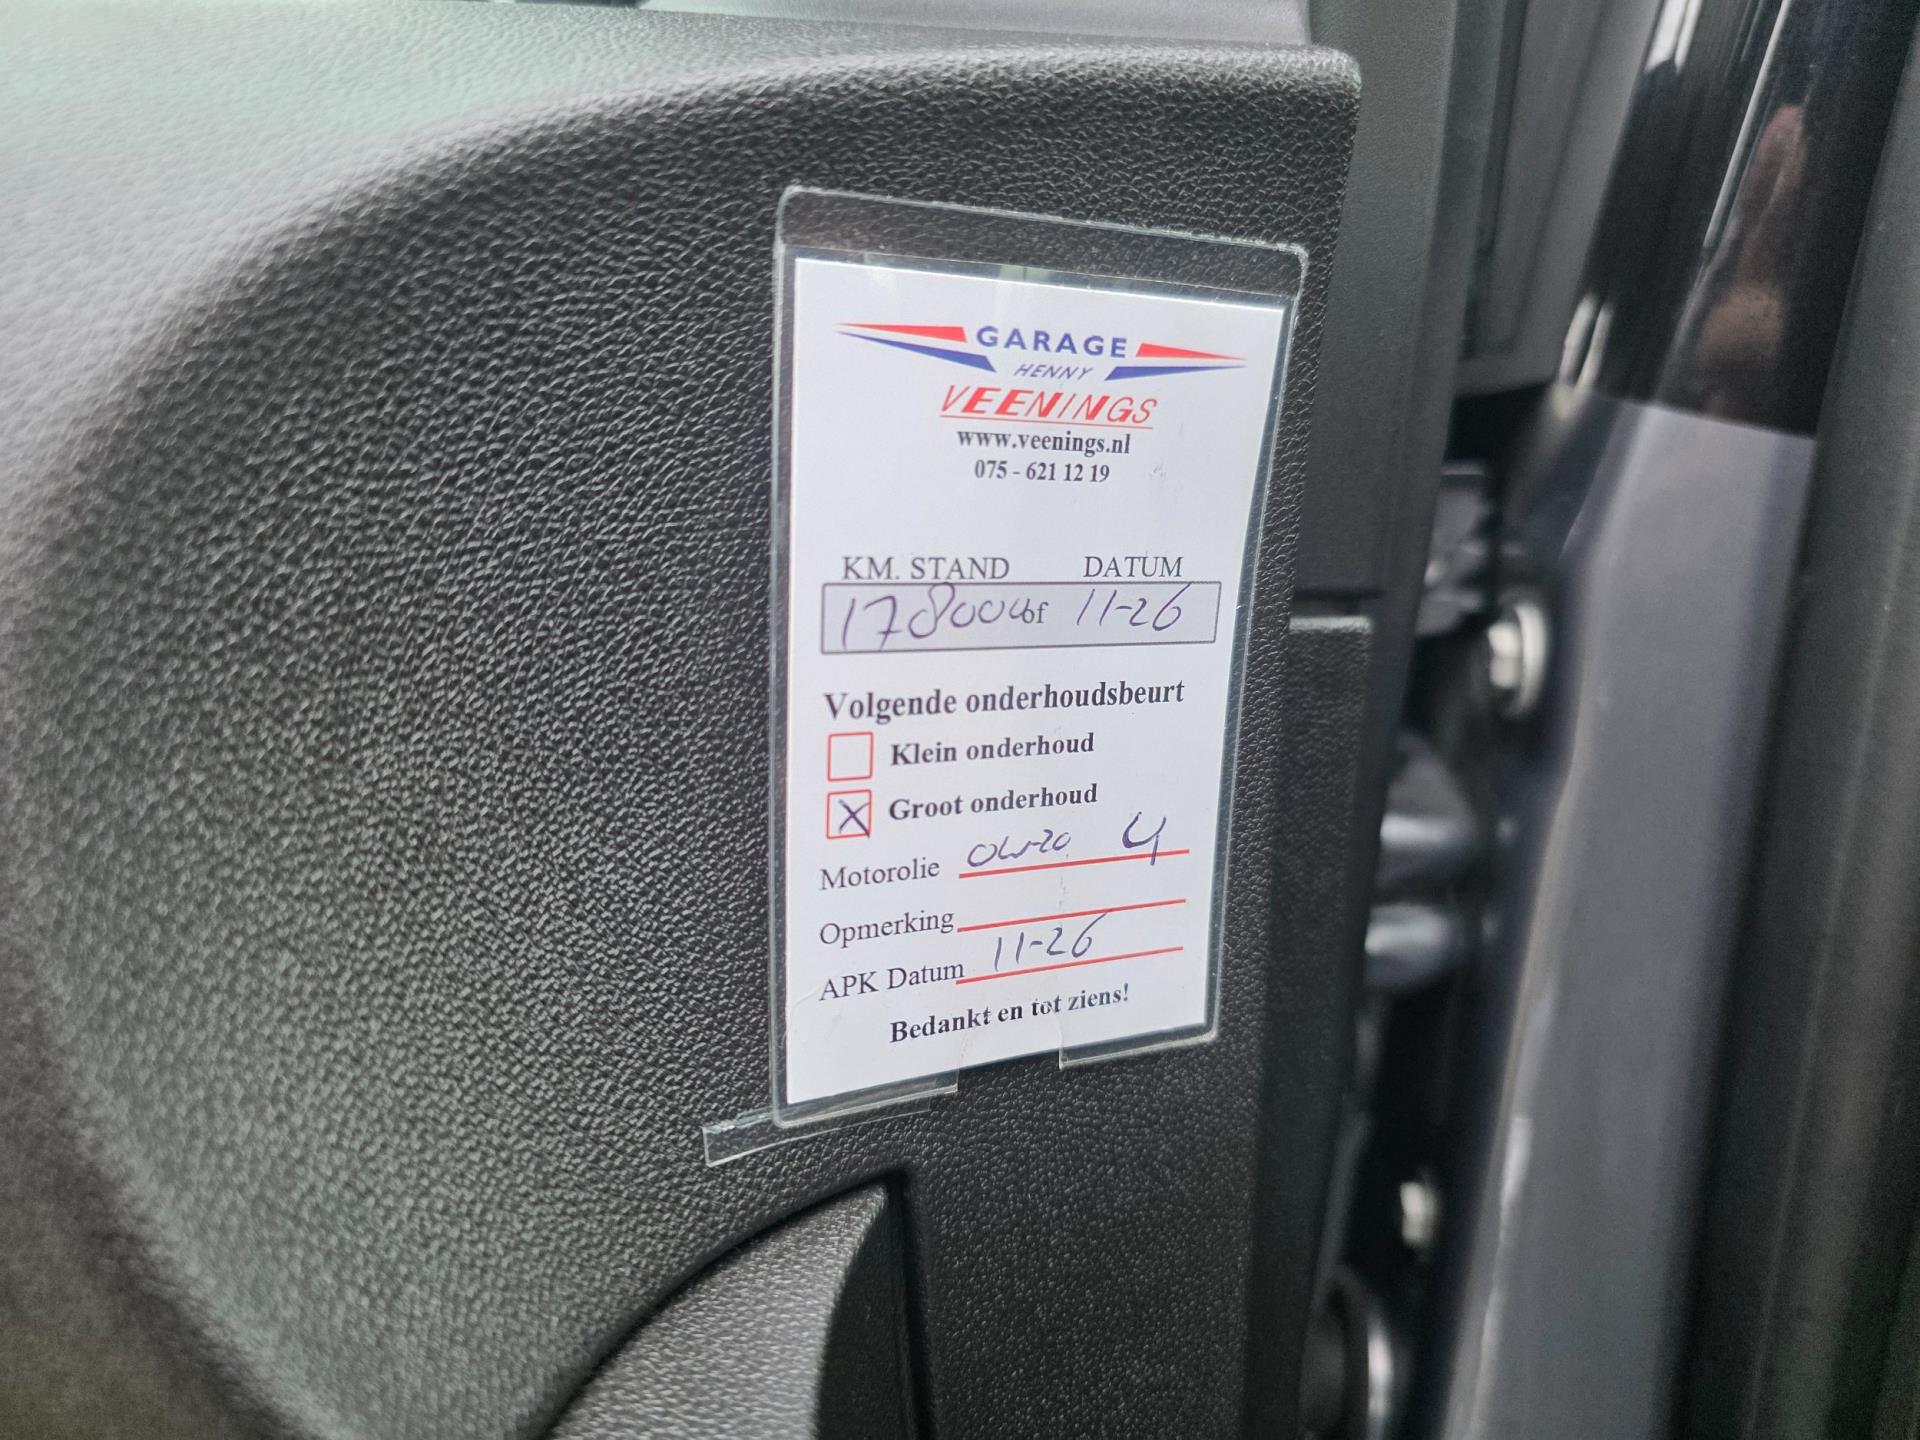 GARAGE
HENNY
VEENINGS
www.veenings.nl
075 - 621 12 19
KM. STAND DATUM
178000 of 11-26
Volgende onderhoudsbeurt
Klein onderhoud
X Groot onderhoud
Motorolie 0W-20 4
Opmerking
APK Datum 11-26
Bedankt en tot ziens!